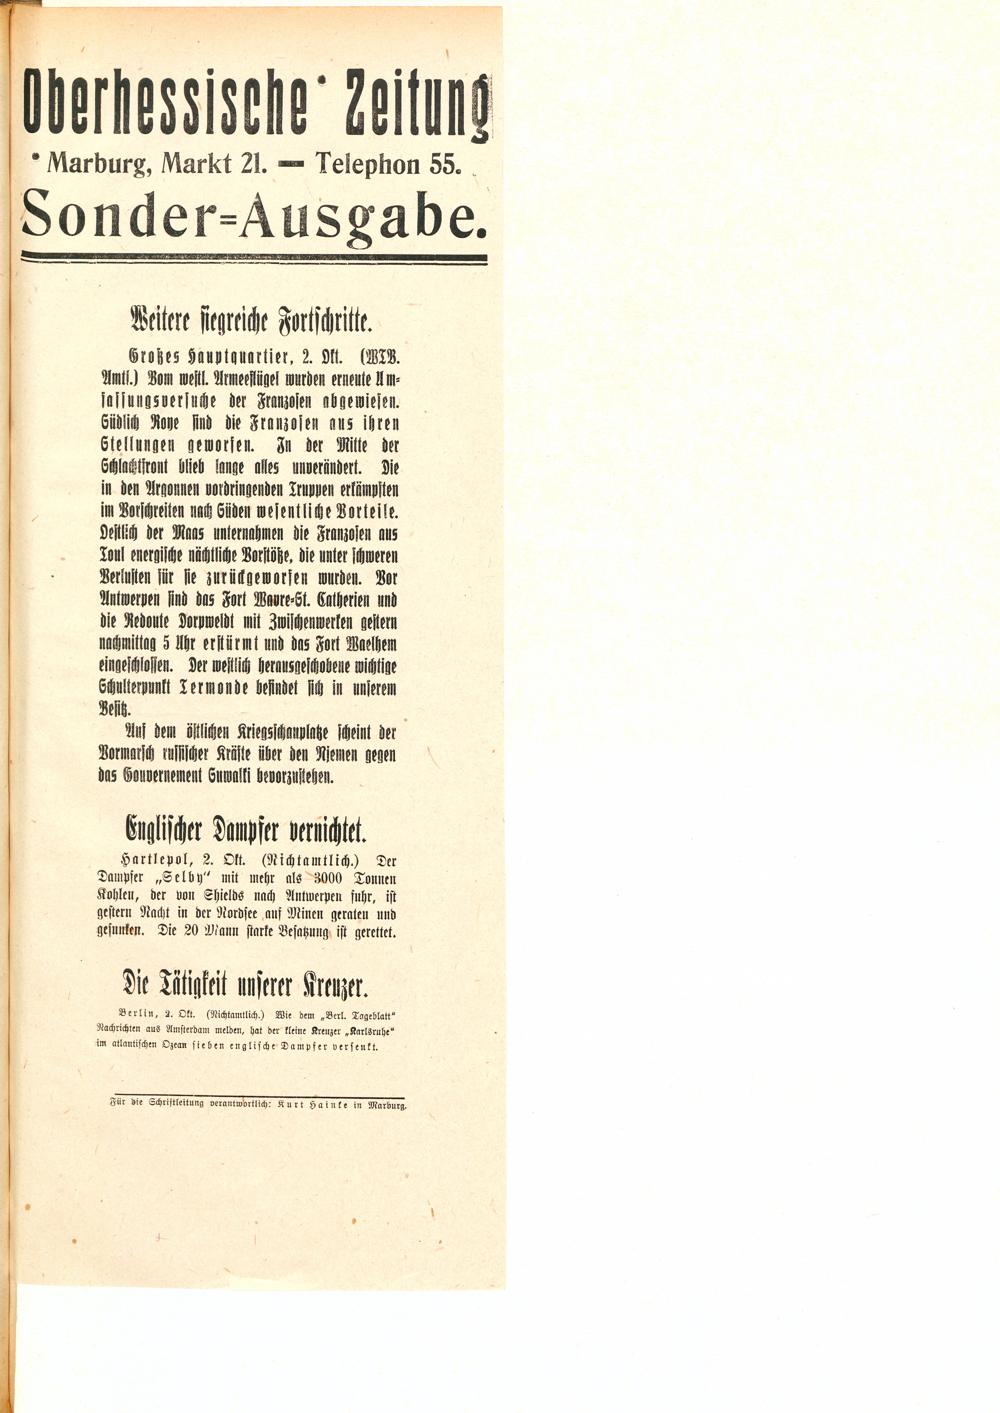 Oberhessische Zeitung
Marburg, Markt 21. — Telephon 55.
Sonder=Ausgabe.
Weitere siegreiche Fortschritte.
Großes Hauptquartier, 2. Okt. (WTB.
Amtl.) Vom westl. Armeeflügel wurden erneute Um=
fassungsversuche der Franzosen abgewiesen.
Südlich Roye sind die Franzosen aus ihren
Stellungen geworfen. In der Mitte der
Schlachtfront blieb lange alles unverändert. Die
in den Argonnen vordringenden Truppen erkämpften
im Vorschreiten nach Süden wesentliche Vorteile.
Oestlich der Maas unternahmen die Franzosen aus
Toul energische nächtliche Vorstöße, die unter schweren
Verlusten für sie zurückgeworfen wurden. Vor
Antwerpen sind das Fort Wavre=St. Catherien und
die Redoute Dorpweldt mit Zwischenwerken gestern
nachmittag 5 Uhr erstürmt und das Fort Waelhem
eingeschlossen. Der westlich herausgeschobene wichtige
Schulterpunkt Termonde befindet sich in unserem
Besitz.
Auf dem östlichen Kriegsschauplatze scheint der
Vormarsch russischer Kräfte über den Njemen gegen
das Gouvernement Suwalki bevorzustehen.
Englischer Dampfer vernichtet.
Hartlepol, 2. Okt. (Nichtamtlich.) Der
Dampfer „Selby“ mit mehr als 3000 Tonnen
Kohlen, der von Shields nach Antwerpen fuhr, ist
gestern Nacht in der Nordsee auf Minen geraten und
gesunken. Die 20 Mann starke Besatzung ist gerettet.
Die Tätigkeit unserer Kreuzer.
Berlin, 2. Okt. (Nichtamtlich.) Wie dem „Berl. Tageblatt“
Nachrichten aus Amsterdam melden, hat der kleine Kreuzer „Karlsruhe“
im atlantischen Ozean sieben englische Dampfer versenkt.
Für die Schriftleitung verantwortlich: Kurt Hainke in Marburg.